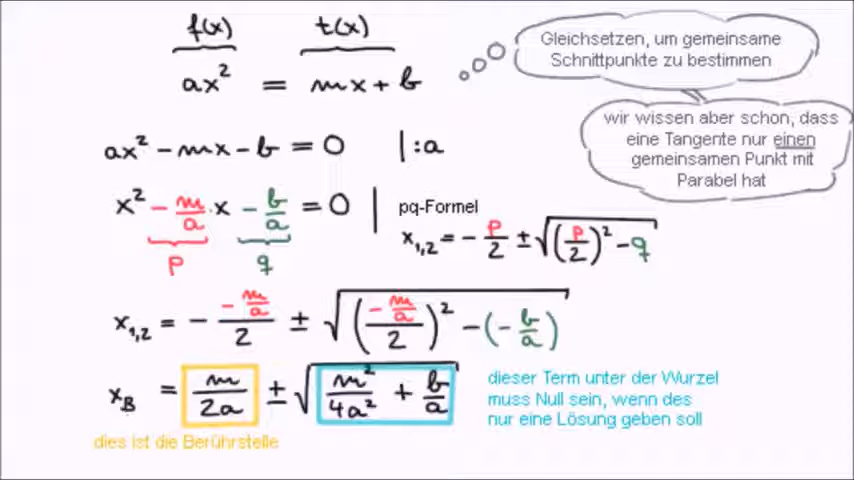 f(x) t(x)
ax² = mx + b
Gleichsetzen, um gemeinsame
Schnittpunkte zu bestimmen
wir wissen aber schon, dass
eine Tangente nur einen
gemeinsamen Punkt mit
Parabel hat
ax² - mx - b = 0 | :a
x² - m/a · x - b/a = 0 | pq-Formel
p q
x₁,₂ = - p/2 ± √((p/2)² - q)
x₁,₂ = - (-m/a)/2 ± √(((-m/a)/2)² - (-b/a))
x_B = m/2a ± √(m²/4a² + b/a)
dieser Term unter der Wurzel
muss Null sein, wenn des
nur eine Lösung geben soll
dies ist die Berührstelle